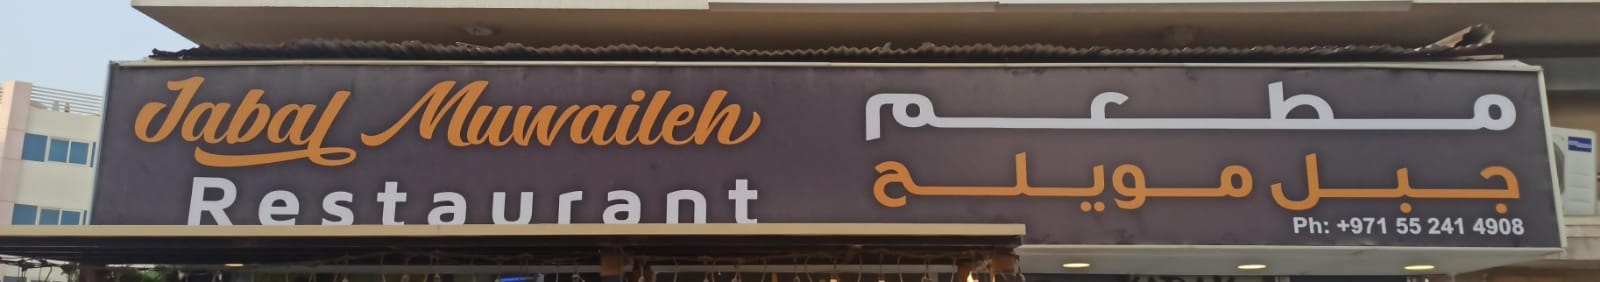 Jabal Muwaileh
Restaurant
مطعم
جبل مويلح
Ph: +971 55 241 4908